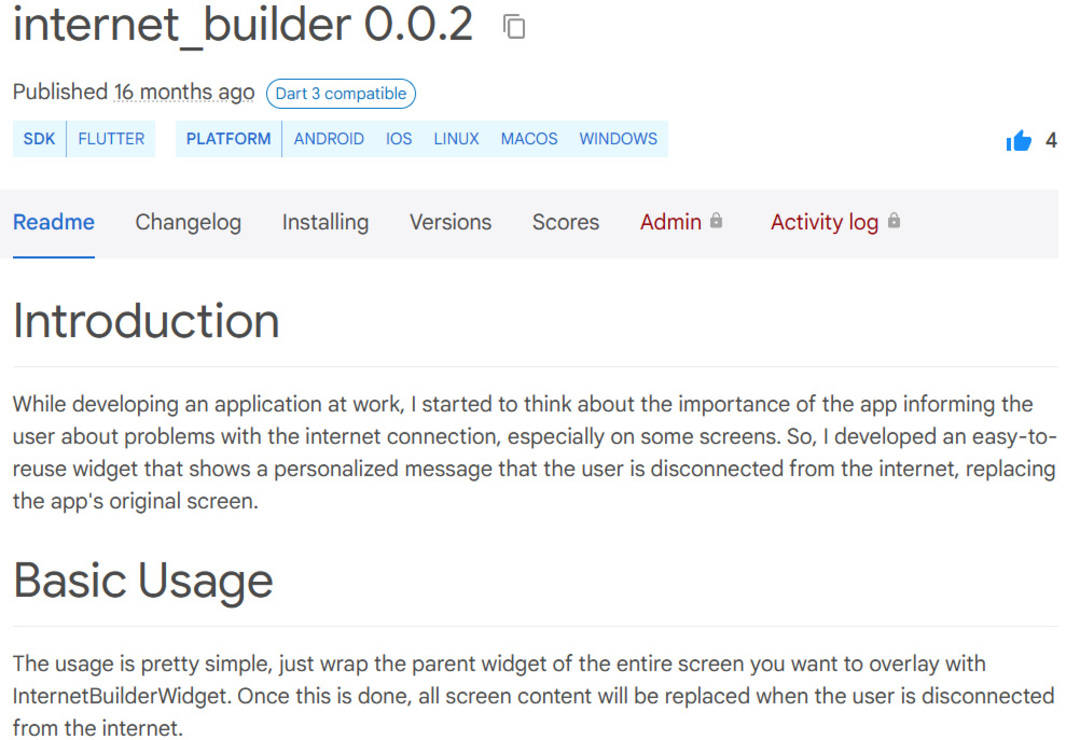 internet_builder 0.0.2
Published 16 months ago Dart 3 compatible
SDK FLUTTER PLATFORM ANDROID IOS LINUX MACOS WINDOWS 4
Readme Changelog Installing Versions Scores Admin Activity log
Introduction
While developing an application at work, I started to think about the importance of the app informing the
user about problems with the internet connection, especially on some screens. So, I developed an easy-to-
reuse widget that shows a personalized message that the user is disconnected from the internet, replacing
the app's original screen.
Basic Usage
The usage is pretty simple, just wrap the parent widget of the entire screen you want to overlay with
InternetBuilderWidget. Once this is done, all screen content will be replaced when the user is disconnected
from the internet.